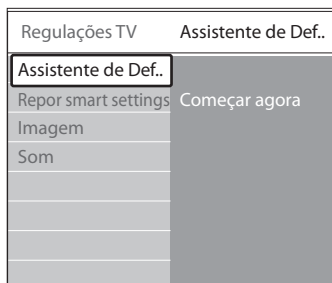 Regulações TV Assistente de Def..
Assistente de Def..
Repor smart settings Começar agora
Imagem
Som